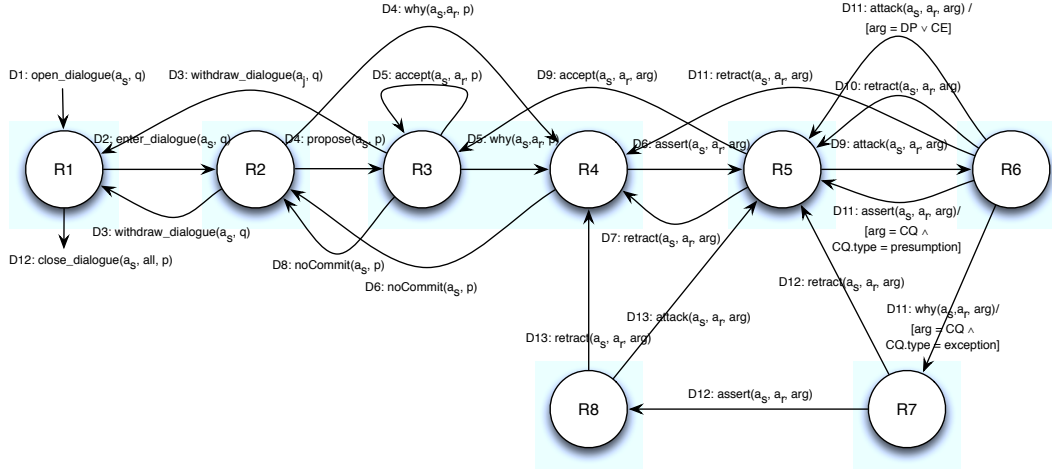 D4: why(as,ar, p)
D11: attack(as, ar, arg) /
[arg = DP ∨ CE]
D1: open_dialogue(as, q)
D3: withdraw_dialogue(aj, q)
D5: accept(as, ar, p)
D9: accept(as, ar, arg)
D11: retract(as, ar, arg)
D10: retract(as, ar, arg)
D2: enter_dialogue(as, q)
D4: propose(as, p)
D5: why(as,ar, p)
D6: assert(as, ar, arg)
D9: attack(as, ar, arg)
R1
R2
R3
R4
R5
R6
D3: withdraw_dialogue(as, q)
D12: close_dialogue(as, all, p)
D8: noCommit(as, p)
D6: noCommit(as, p)
D7: retract(as, ar, arg)
D11: assert(as, ar, arg)/
[arg = CQ ∧
CQ.type = presumption]
D12: retract(as, ar, arg)
D13: attack(as, ar, arg)
D11: why(as,ar, arg)/
[arg = CQ ∧
CQ.type = exception]
D13: retract(as, ar, arg)
D12: assert(as, ar, arg)
R8
R7